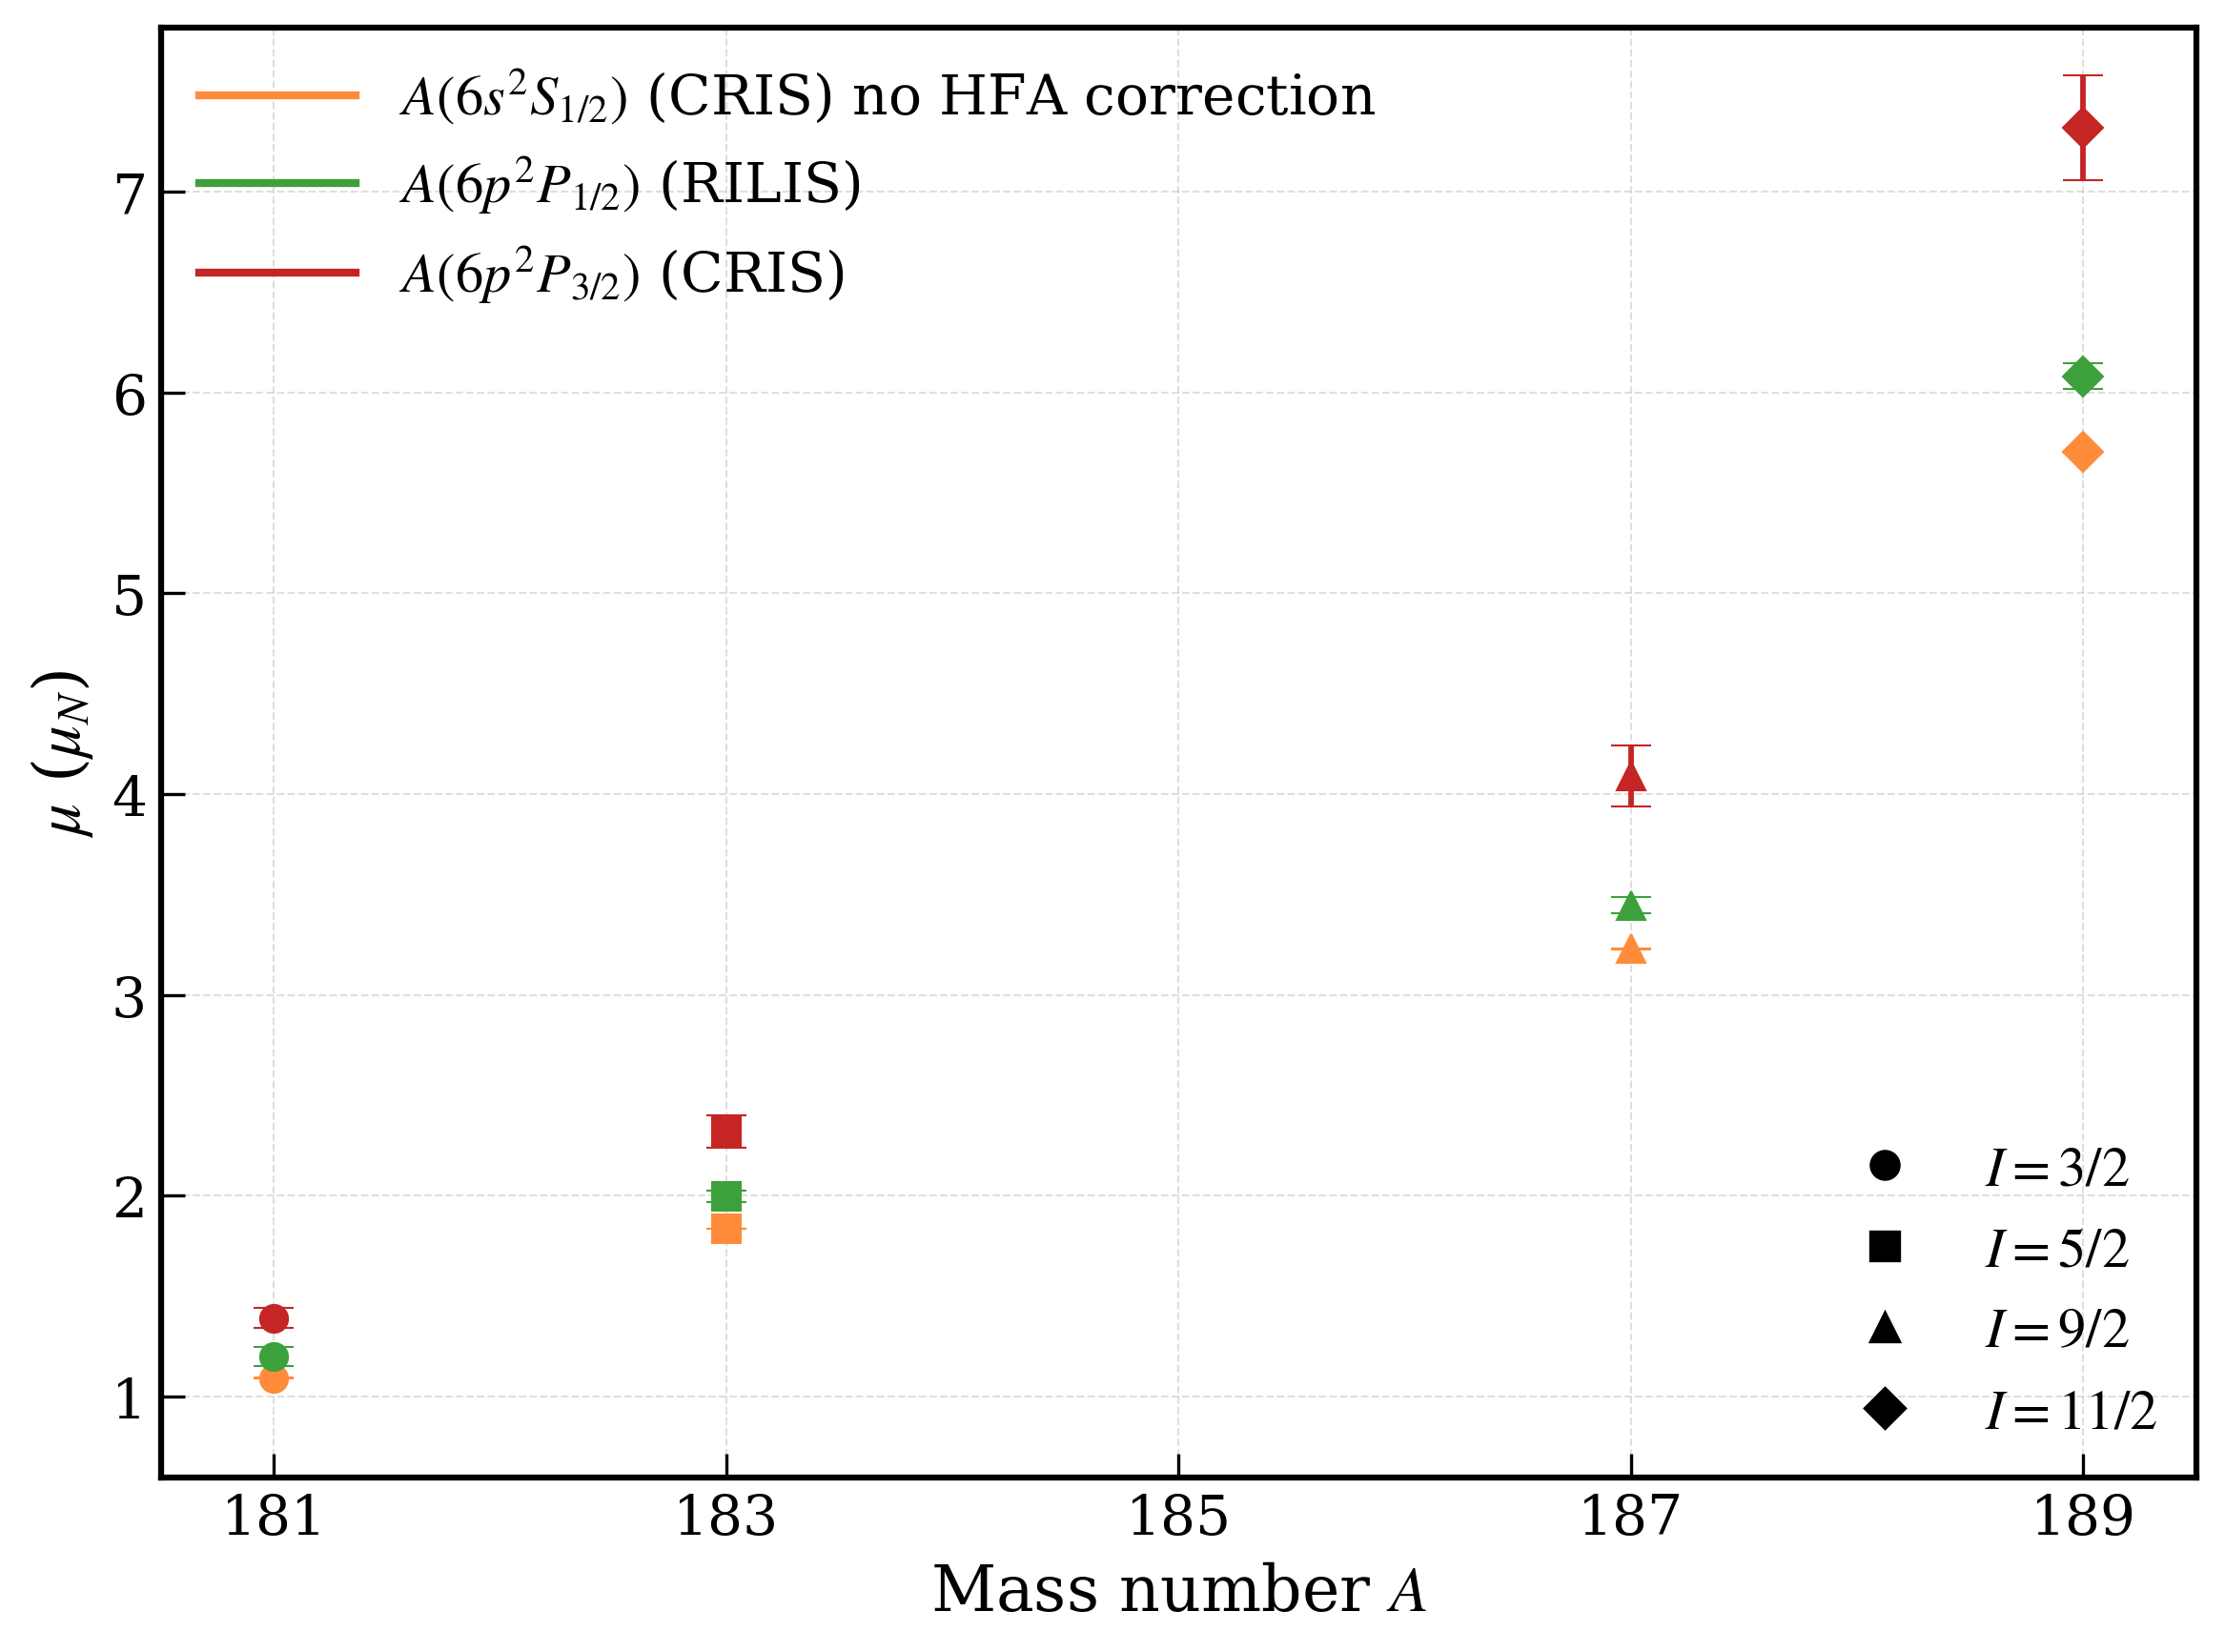 A(6s²S₁/₂) (CRIS) no HFA correction
A(6p²P₁/₂) (RILIS)
A(6p²P₃/₂) (CRIS)
7
6
5
4
3
2
1
μ (μ_N)
I = 3/2
I = 5/2
I = 9/2
I = 11/2
181 183 185 187 189
Mass number A